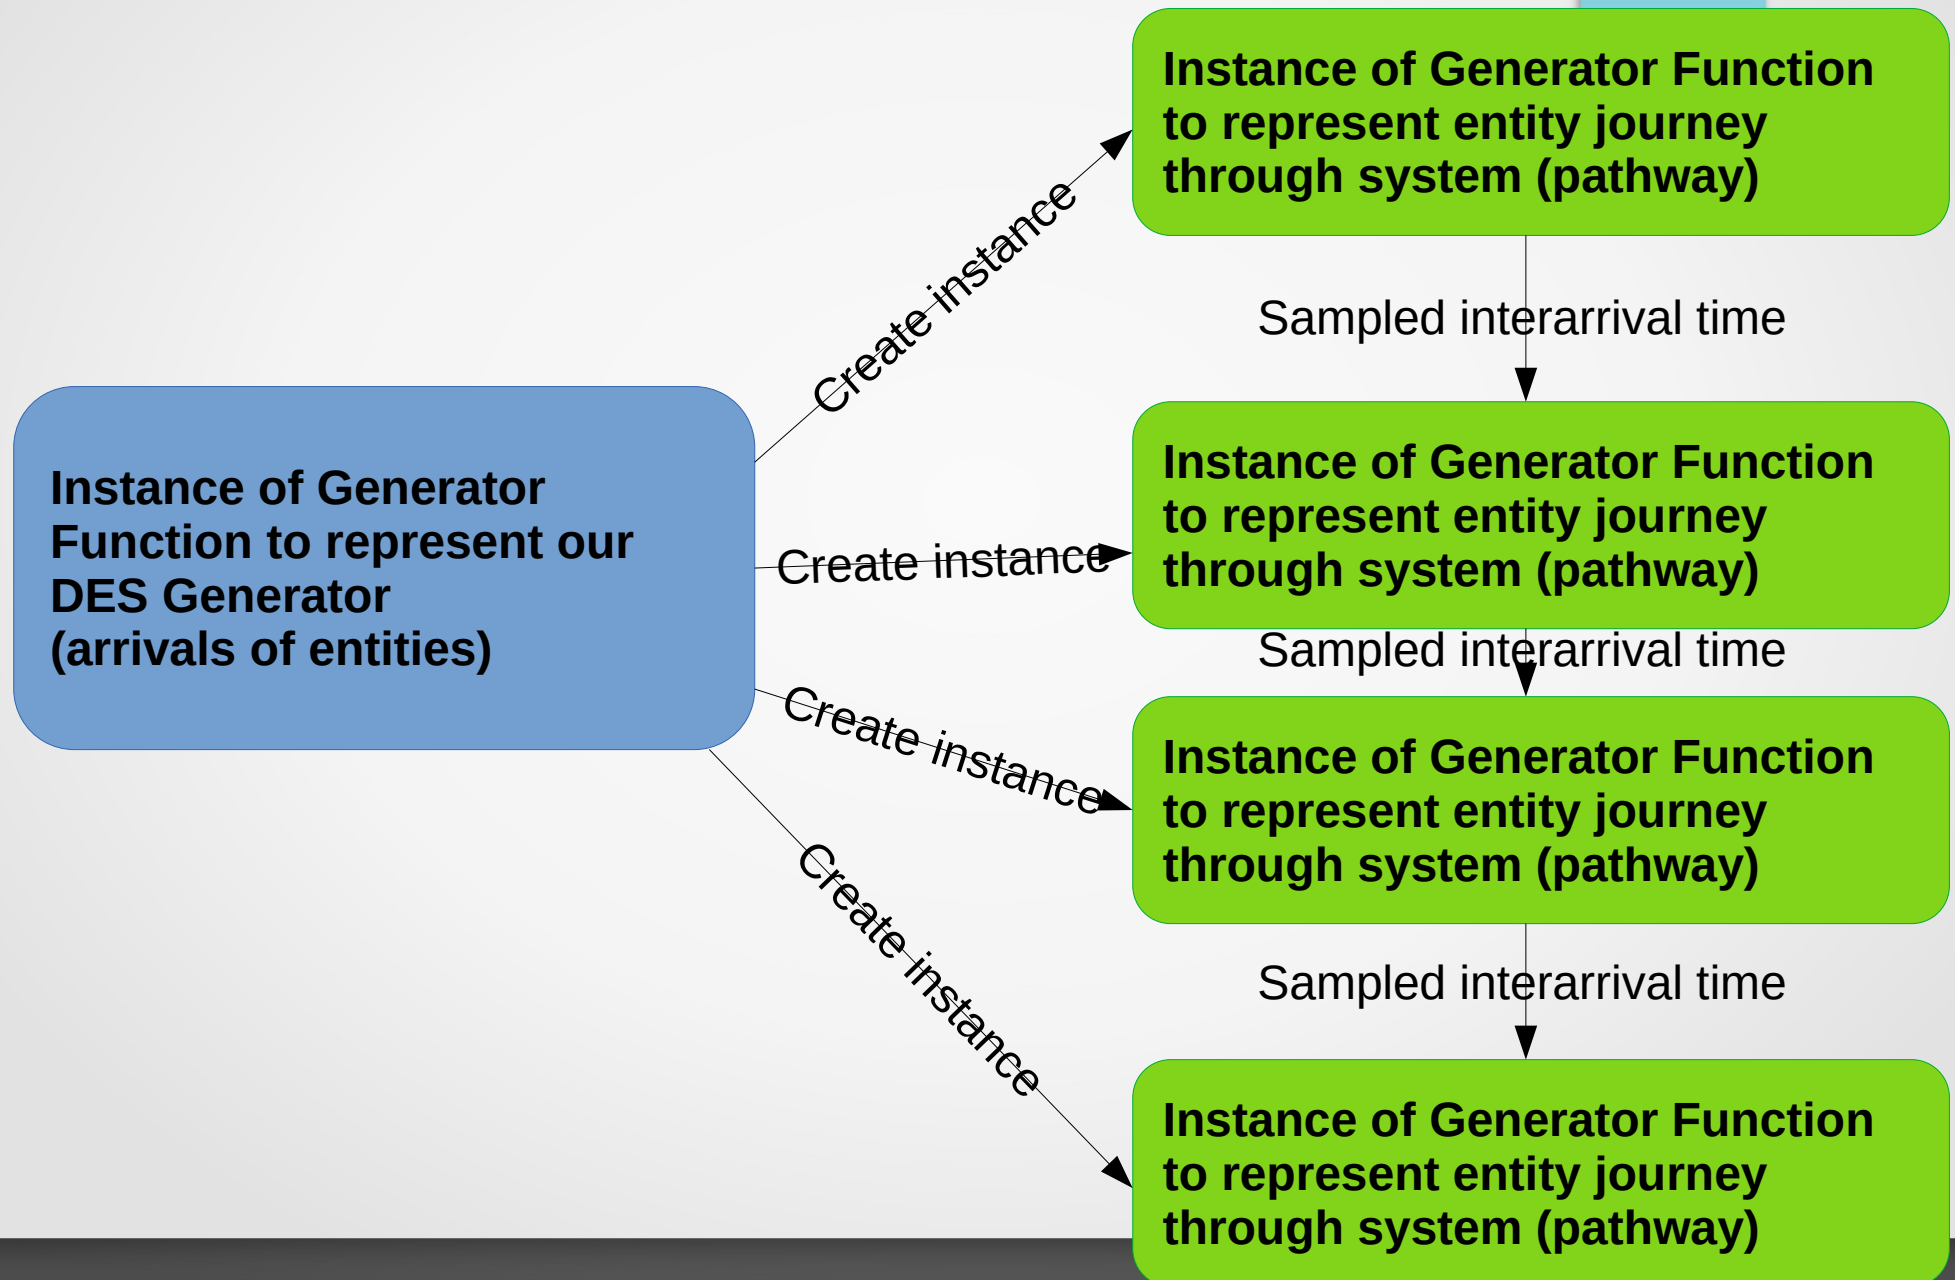 Instance of Generator
Function to represent our
DES Generator
(arrivals of entities)
Create instance
Create instance
Create instance
Create instance
Instance of Generator Function
to represent entity journey
through system (pathway)
Sampled interarrival time
Instance of Generator Function
to represent entity journey
through system (pathway)
Sampled interarrival time
Instance of Generator Function
to represent entity journey
through system (pathway)
Sampled interarrival time
Instance of Generator Function
to represent entity journey
through system (pathway)